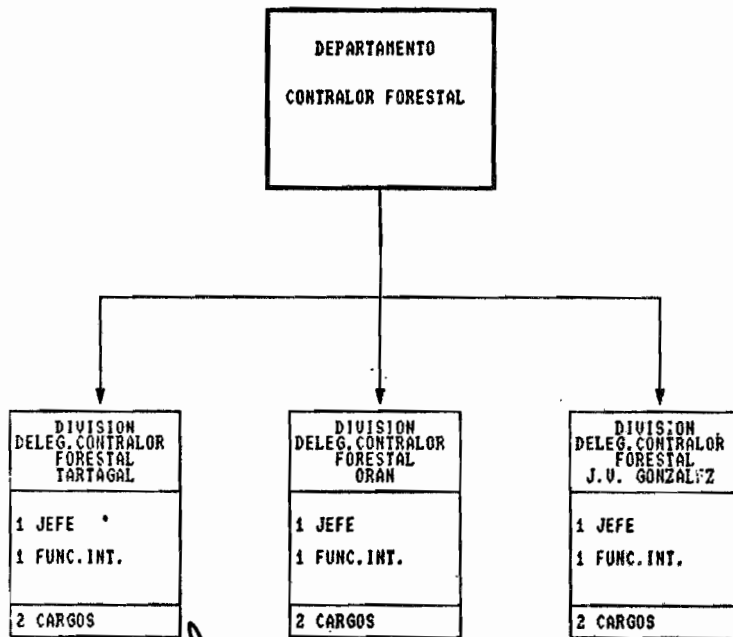 DEPARTAMENTO
CONTRALOR FORESTAL
DIVISION
DELEG.CONTRALOR
FORESTAL
TARTAGAL
1 JEFE
1 FUNC.INT.
2 CARGOS
DIVISION
DELEG.CONTRALOR
FORESTAL
ORAN
1 JEFE
1 FUNC.INT.
2 CARGOS
DIVISION
DELEG.CONTRALOR
FORESTAL
J.V. GONZALEZ
1 JEFE
1 FUNC.INT.
2 CARGOS